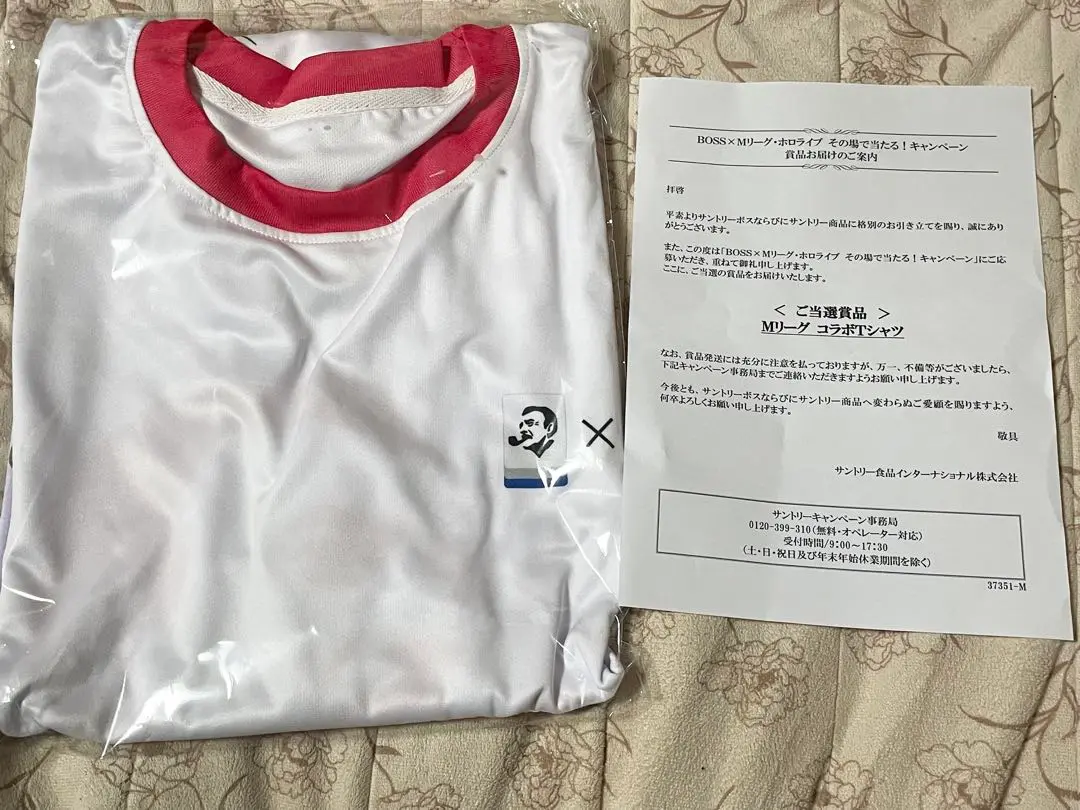 ×
BOSS×Mリーグ・ホロライブ その場で当たる！キャンペーン
賞品お届けのご案内
拝啓
平素よりサントリーボスならびにサントリー商品に格別のお引き立てを賜り、誠にあり
がとうございます。
また、この度は「BOSS×Mリーグ・ホロライブ その場で当たる！キャンペーン」にご応
募いただき、重ねて御礼申し上げます。
ここに、ご当選の賞品をお届けいたします。
＜ ご当選賞品 ＞
Mリーグ コラボTシャツ
なお、賞品発送には充分に注意を払っておりますが、万一、不備等がございましたら、
下記キャンペーン事務局までご連絡いただきますようお願い申し上げます。
今後とも、サントリーボスならびにサントリー商品へ変わらぬご愛顧を賜りますよう、
何卒よろしくお願い申し上げます。
敬具
サントリー食品インターナショナル株式会社
サントリーキャンペーン事務局
0120-399-310(無料・オペレーター対応)
受付時間/9:00～17:30
(土・日・祝日及び年末年始休業期間を除く)
37351-M